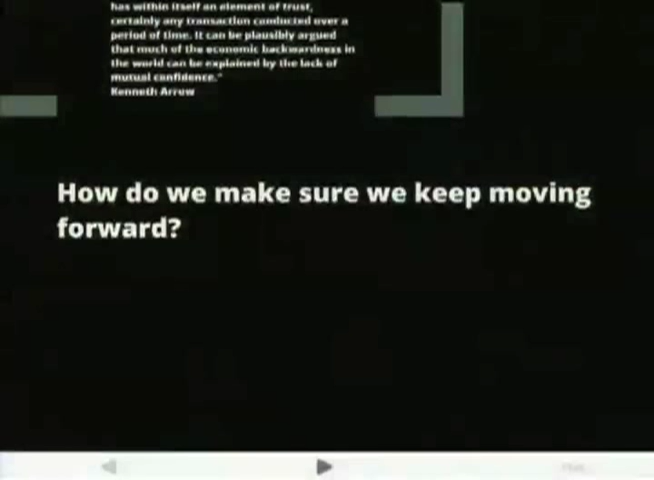 has within itself an element of trust,
certainly any transaction conducted over a
period of time. It can be plausibly argued
that much of the economic backwardness in
the world can be explained by the lack of
mutual confidence."
Kenneth Arrow
How do we make sure we keep moving
forward?